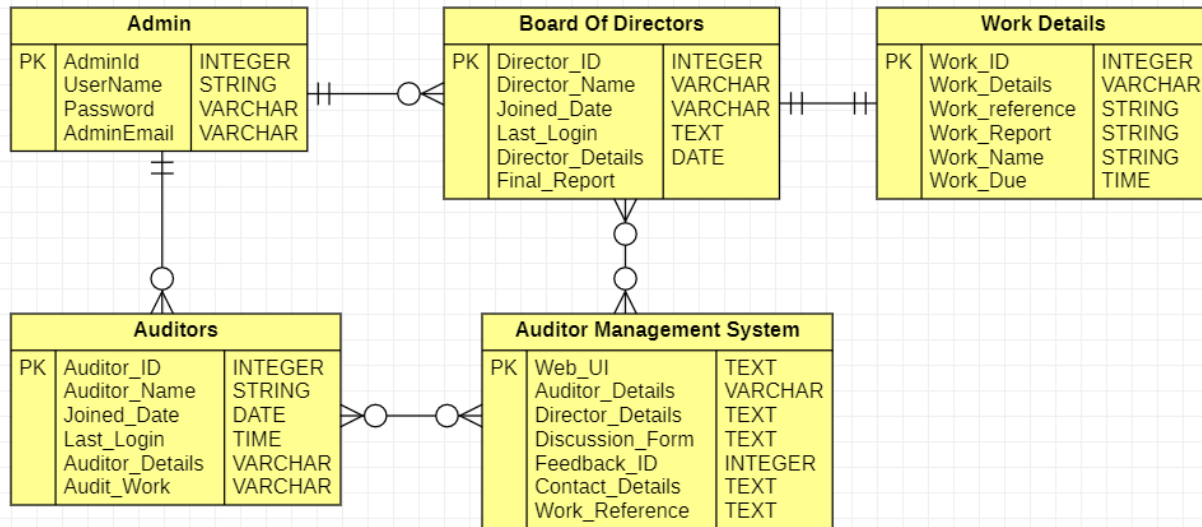 Admin
PK AdminId INTEGER
UserName STRING
Password VARCHAR
AdminEmail VARCHAR
Board Of Directors
PK Director_ID INTEGER
Director_Name VARCHAR
Joined_Date VARCHAR
Last_Login TEXT
Director_Details DATE
Final_Report
Work Details
PK Work_ID INTEGER
Work_Details VARCHAR
Work_reference STRING
Work_Report STRING
Work_Name STRING
Work_Due TIME
Auditors
PK Auditor_ID INTEGER
Auditor_Name STRING
Joined_Date DATE
Last_Login TIME
Auditor_Details VARCHAR
Audit_Work VARCHAR
Auditor Management System
PK Web_UI TEXT
Auditor_Details VARCHAR
Director_Details TEXT
Discussion_Form TEXT
Feedback_ID INTEGER
Contact_Details TEXT
Work_Reference TEXT